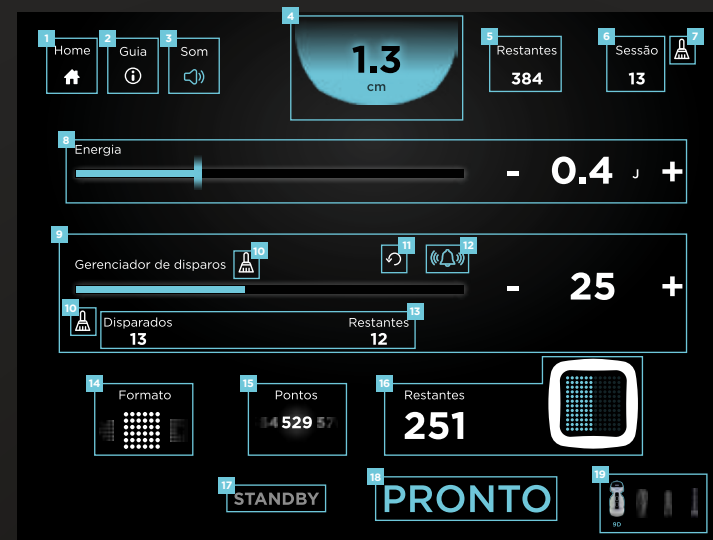 1
Home
2
Guia
3
Som
4
1.3
cm
5
Restantes
384
6
Sessão
13
7
8
Energia
- 0.4 J +
9
Gerenciador de disparos
10
11
12
- 25 +
10
Disparados
13
13
Restantes
12
14
Formato
15
Pontos
54 529 57
16
Restantes
251
17
STANDBY
18
PRONTO
19
9D